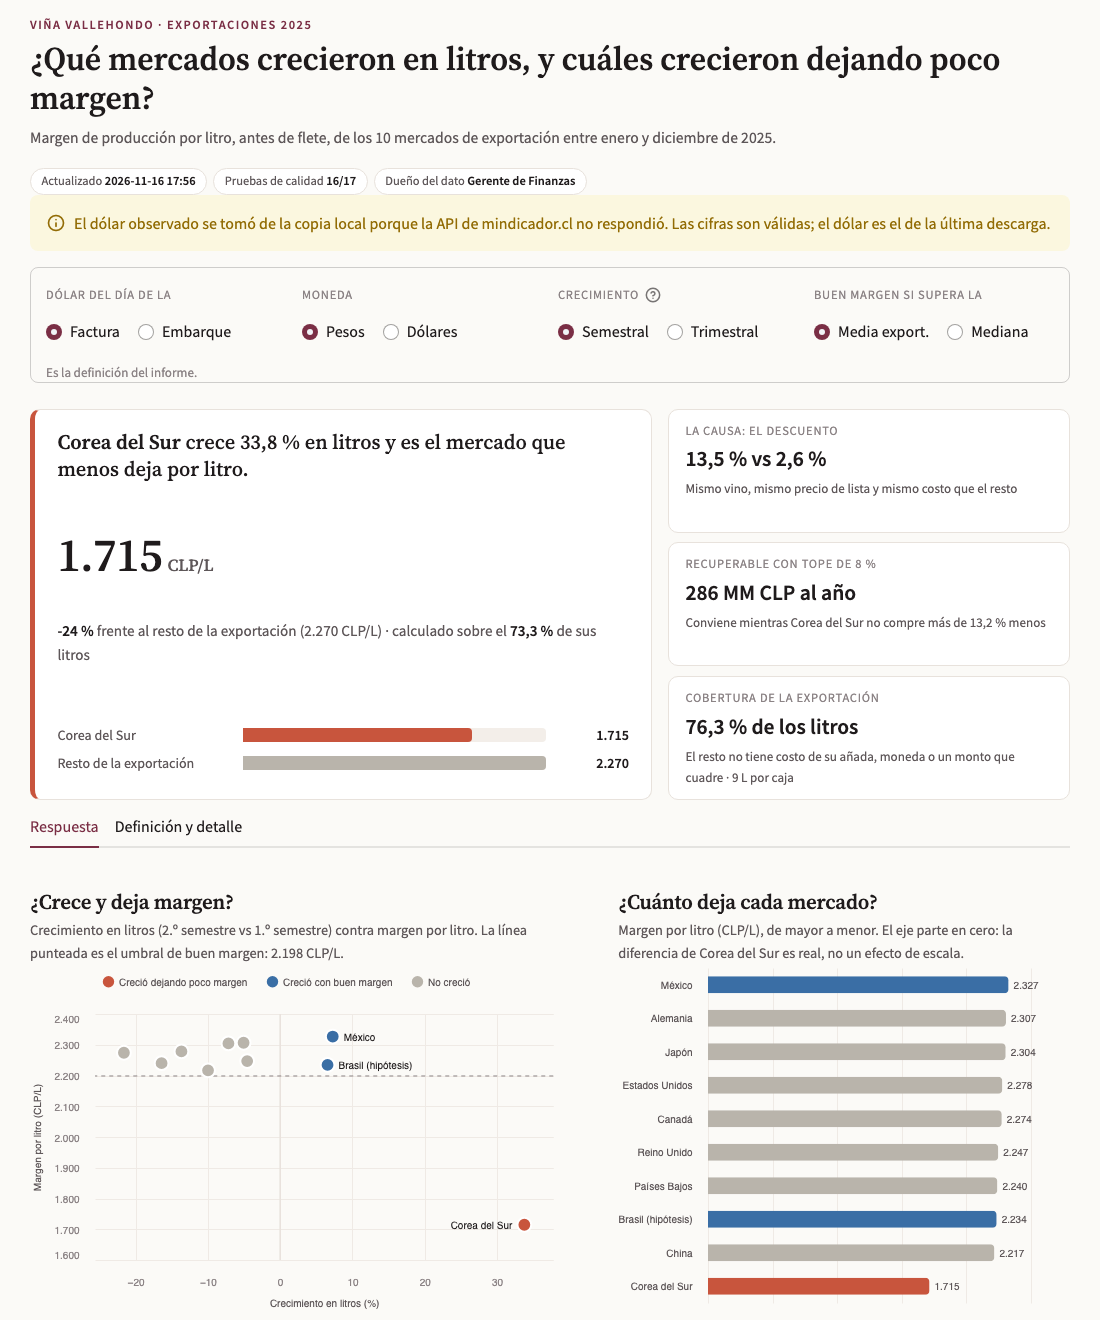 VIÑA VALLEHONDO · EXPORTACIONES 2025
¿Qué mercados crecieron en litros, y cuáles crecieron dejando poco
margen?
Margen de producción por litro, antes de flete, de los 10 mercados de exportación entre enero y diciembre de 2025.
Actualizado 2026-11-16 17:56
Pruebas de calidad 16/17
Dueño del dato Gerente de Finanzas
El dólar observado se tomó de la copia local porque la API de mindicador.cl no respondió. Las cifras son válidas; el dólar es el de la última descarga.
DÓLAR DEL DÍA DE LA
Factura Embarque
Es la definición del informe.
MONEDA
Pesos Dólares
CRECIMIENTO ?
Semestral Trimestral
BUEN MARGEN SI SUPERA LA
Media export. Mediana
Corea del Sur crece 33,8 % en litros y es el mercado que
menos deja por litro.
1.715 CLP/L
-24 % frente al resto de la exportación (2.270 CLP/L) · calculado sobre el 73,3 % de sus
litros
Corea del Sur 1.715
Resto de la exportación 2.270
LA CAUSA: EL DESCUENTO
13,5 % vs 2,6 %
Mismo vino, mismo precio de lista y mismo costo que el resto
RECUPERABLE CON TOPE DE 8 %
286 MM CLP al año
Conviene mientras Corea del Sur no compre más de 13,2 % menos
COBERTURA DE LA EXPORTACIÓN
76,3 % de los litros
El resto no tiene costo de su añada, moneda o un monto que
cuadre · 9 L por caja
Respuesta Definición y detalle
¿Crece y deja margen?
Crecimiento en litros (2.º semestre vs 1.º semestre) contra margen por litro. La línea
punteada es el umbral de buen margen: 2.198 CLP/L.
Creció dejando poco margen Creció con buen margen No creció
Margen por litro (CLP/L)
2.400
2.300
2.200
2.100
2.000
1.900
1.800
1.700
1.600
México
Brasil (hipótesis)
Corea del Sur
−20 −10 0 10 20 30
Crecimiento en litros (%)
¿Cuánto deja cada mercado?
Margen por litro (CLP/L), de mayor a menor. El eje parte en cero: la
diferencia de Corea del Sur es real, no un efecto de escala.
México 2.327
Alemania 2.307
Japón 2.304
Estados Unidos 2.278
Canadá 2.274
Reino Unido 2.247
Países Bajos 2.240
Brasil (hipótesis) 2.234
China 2.217
Corea del Sur 1.715